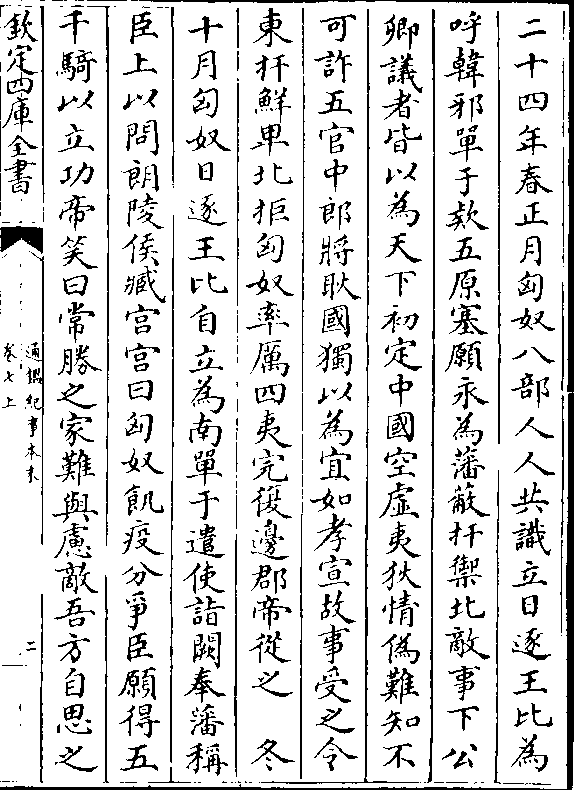 二十四年春正月匈奴八部人人共識立日逐王比為
呼韓邪單于欵五原塞願永為藩蔽扞禦北敵事下公
卿議者皆以為天下初定中國空虚夷狄情偽難知不
可許五官中郎將耿國獨以為宜如孝宣故事受之令
東扞鮮卑北拒匈奴率厲四夷完復邊郡帝從之　冬
十月匈奴日逐王比自立為南單于遣使詣闕奉藩稱
臣上以問朗陵侯臧宫宫曰匈奴飢疫分爭臣願得五
千騎以立功帝笑曰常勝之家難與慮敵吾方自思之
欽定四庫全書
通鑑紀事本末
卷七上
二